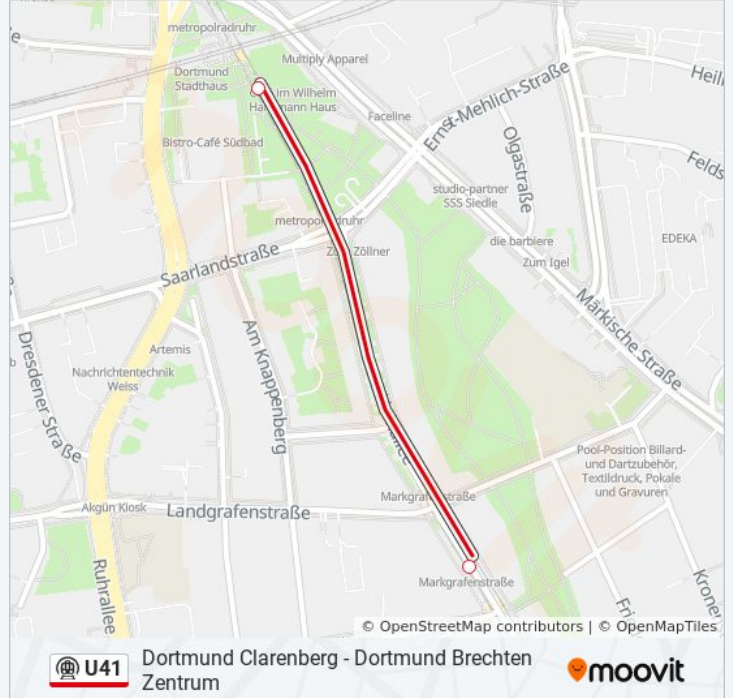 metropolradruhr
Multiply Apparel
Dortmund
Stadthaus
im Wilhelm
Haus
Faceline
Ernst-Mehlich-Straße
Heili
Bistro-Café Südbad
Olgastraße
Felds
studio-partner
SSS Siedle
metropolradruhr
Zöllner
die barbiere
EDEKA
Zum Igel
Saarlandstraße
Märkische Straße
Dresdener Straße
Am Knappenberg
Artemis
Nachrichtentechnik
Weiss
Pool-Position Billard-
und Dartzubehör,
Textildruck, Pokale
und Gravuren
Markgrafenstraße
Akgün Kiosk
Landgrafenstraße
Ruhrallee
Markgrafenstraße
© OpenStreetMap contributors | © OpenMapTiles
U41
Dortmund Clarenberg - Dortmund Brechten
Zentrum
moovit